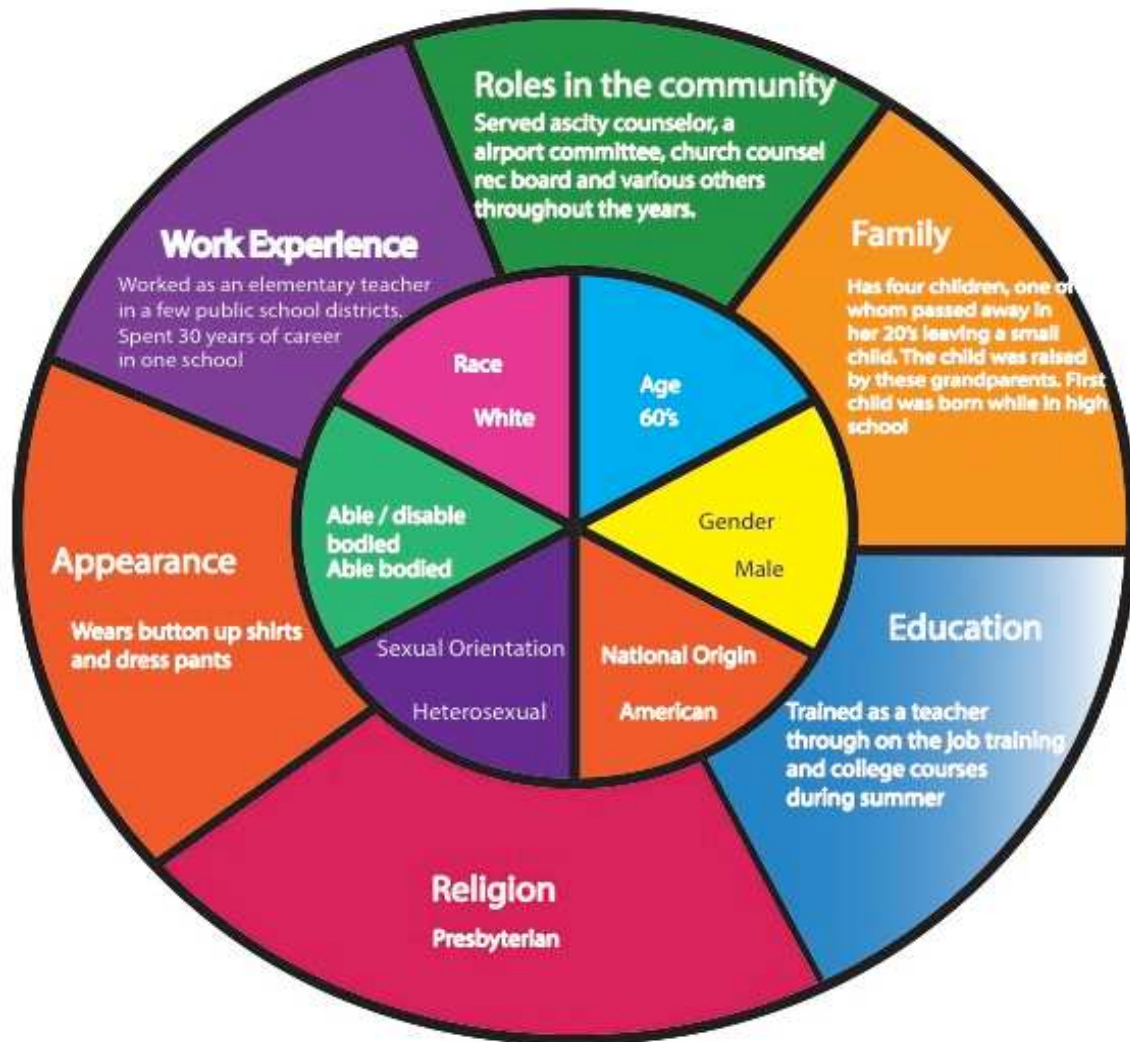 Roles in the community
Served ascity counselor, a
airport committee, church counsel
rec board and various others
throughout the years.
Family
Has four children, one of
whom passed away in
her 20's leaving a small
child. The child was raised
by these grandparents. First
child was born while in high
school
Education
Trained as a teacher
through on the job training
and college courses
during summer
Religion
Presbyterian
Appearance
Wears button up shirts
and dress pants
Work Experience
Worked as an elementary teacher
in a few public school districts.
Spent 30 years of career
in one school
Race
White
Age
60's
Gender
Male
National Origin
American
Sexual Orientation
Heterosexual
Able / disable
bodied
Able bodied